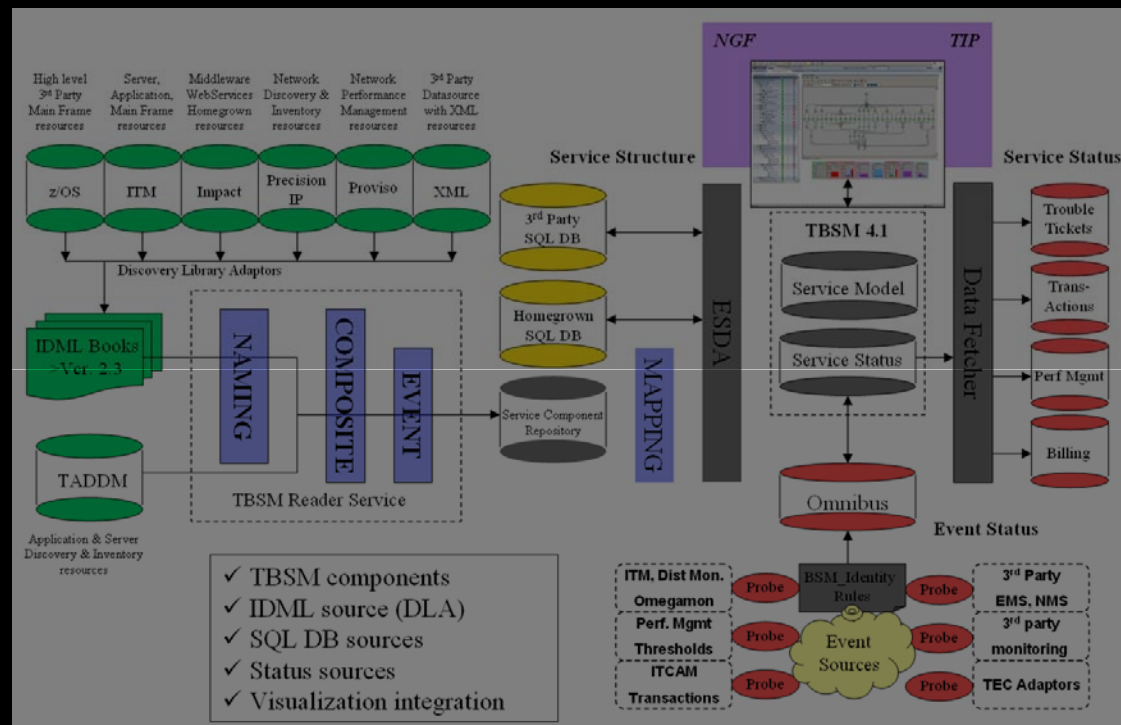 NGF
TIP
High level
3rd Party
Main Frame
resources
Server,
Application,
Main Frame
resources
Middleware
WebServices
Homegrown
resources
Network
Discovery &
Inventory
resources
Network
Performance
Management
resources
3rd Party
Datasource
with XML
resources
z/OS
ITM
Impact
Precision
IP
Proviso
XML
Discovery Library Adaptors
Service Structure
Service Status
3rd Party
SQL DB
Homegrown
SQL DB
Service Component
Repository
MAPPING
ESDA
TBSM 4.1
Service Model
Service Status
Data Fetcher
Trouble
Tickets
Trans-
Actions
Perf Mgmt
Billing
IDML Books
>Ver. 2.3
NAMING
COMPOSITE
EVENT
TBSM Reader Service
TADDM
Application & Server
Discovery & Inventory
resources
Omnibus
Event Status
✓ TBSM components
✓ IDML source (DLA)
✓ SQL DB sources
✓ Status sources
✓ Visualization integration
ITM, Dist Mon.
Omegamon
Probe
BSM_Identity
Rules
Probe
3rd Party
EMS, NMS
Perf. Mgmt
Thresholds
Probe
Event
Sources
Probe
3rd party
monitoring
ITCAM
Transactions
Probe
Probe
TEC Adaptors